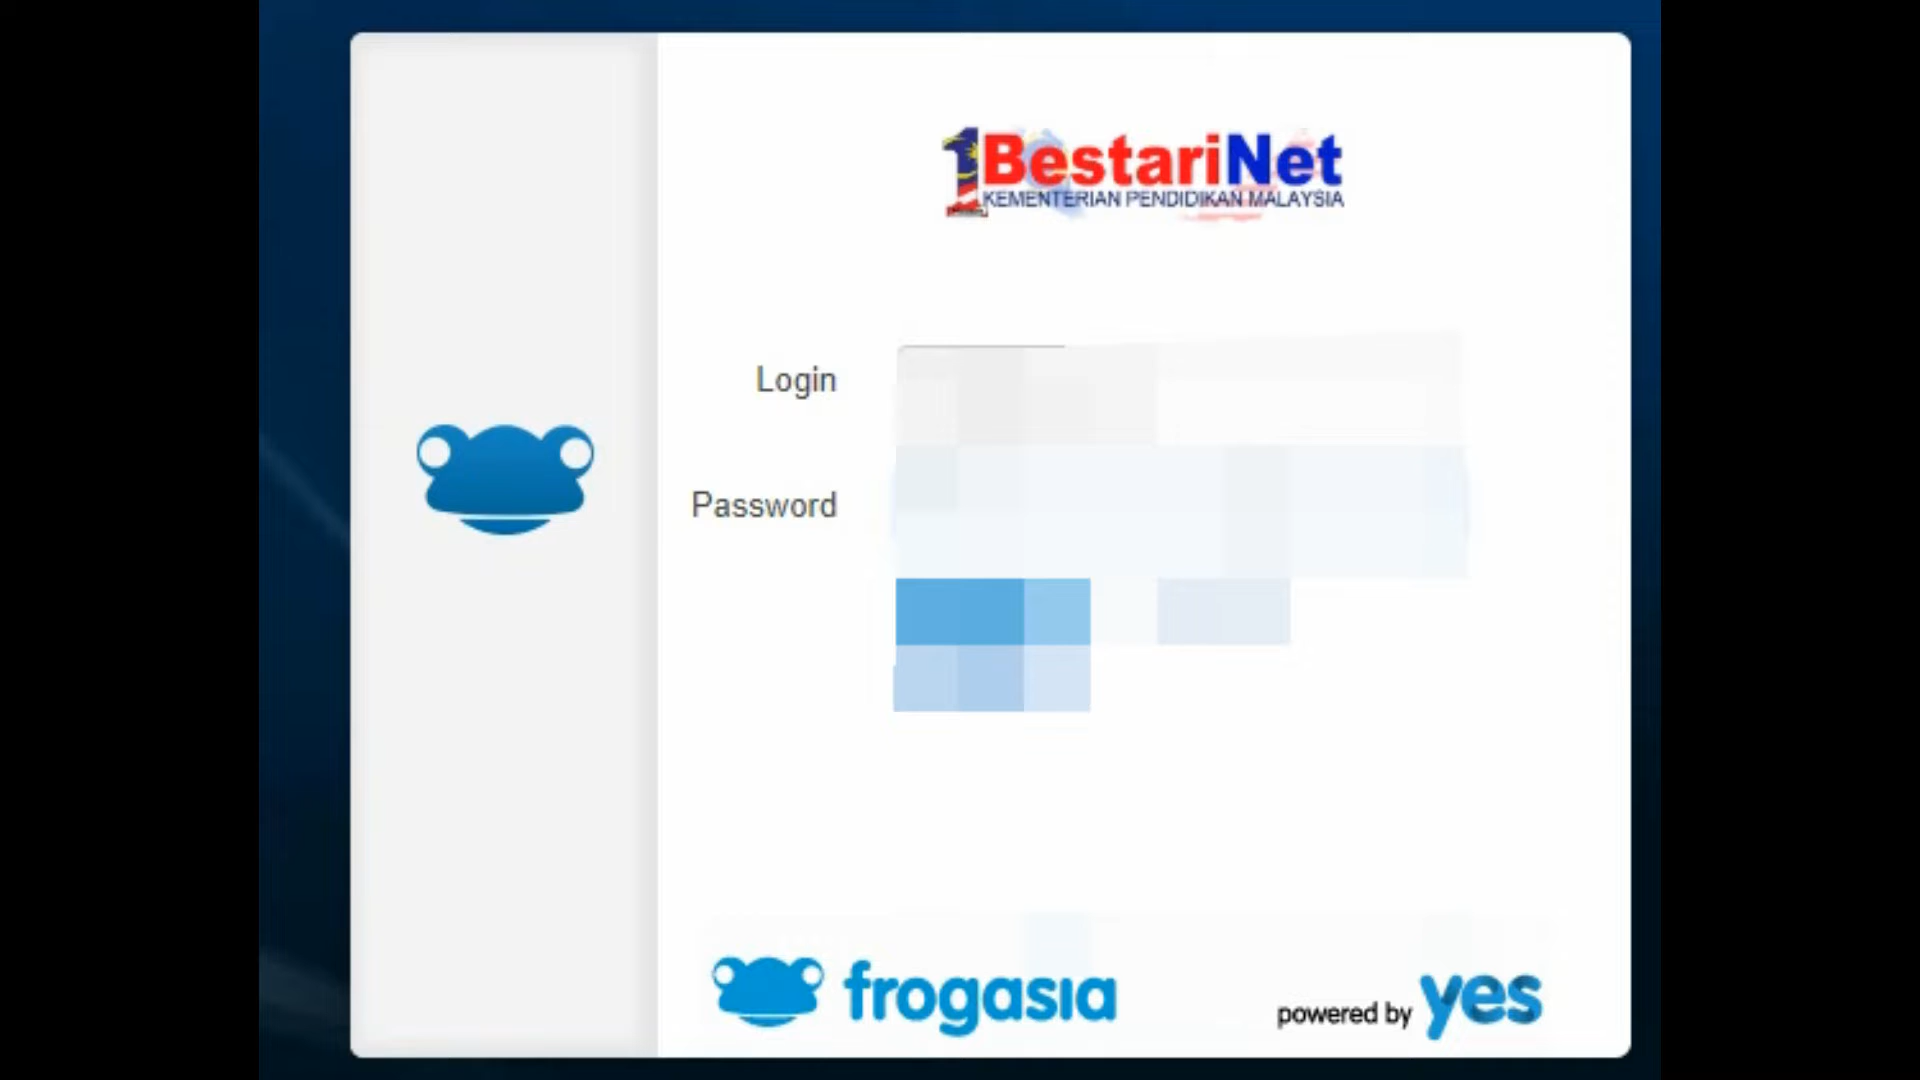 1BestariNet
KEMENTERIAN PENDIDIKAN MALAYSIA
Login
Password
frogasia
powered by yes